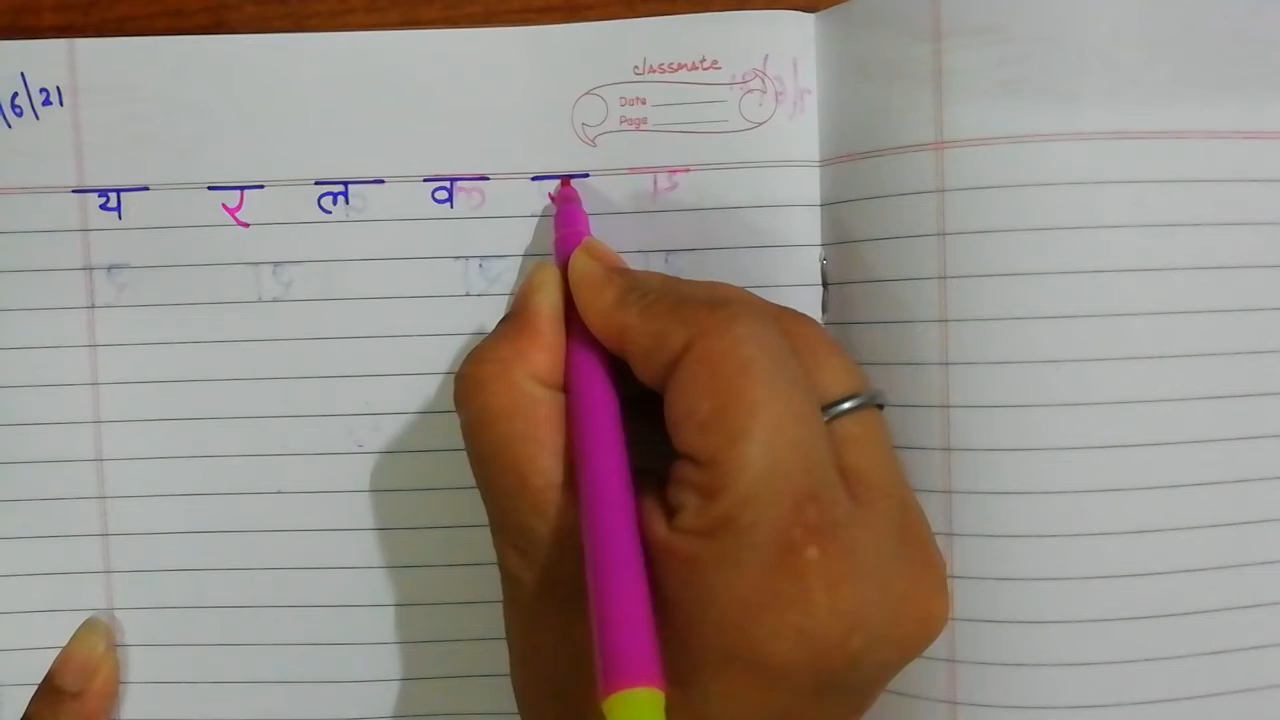 /6/21
classmate
Date
Page
य र ल व